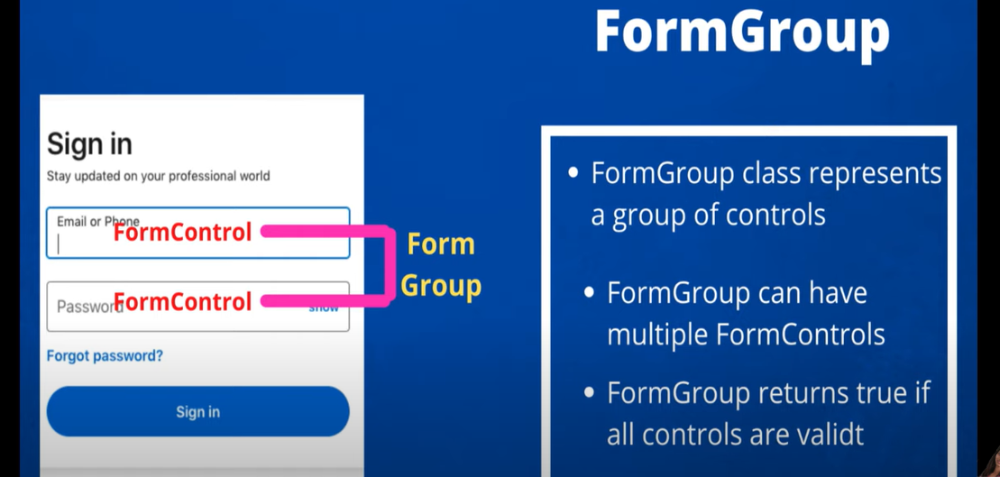 FormGroup
Sign in
Stay updated on your professional world
Email or Phone
FormControl
Password
FormControl
show
Form
Group
Forgot password?
Sign in
• FormGroup class represents
a group of controls
• FormGroup can have
multiple FormControls
• FormGroup returns true if
all controls are validt